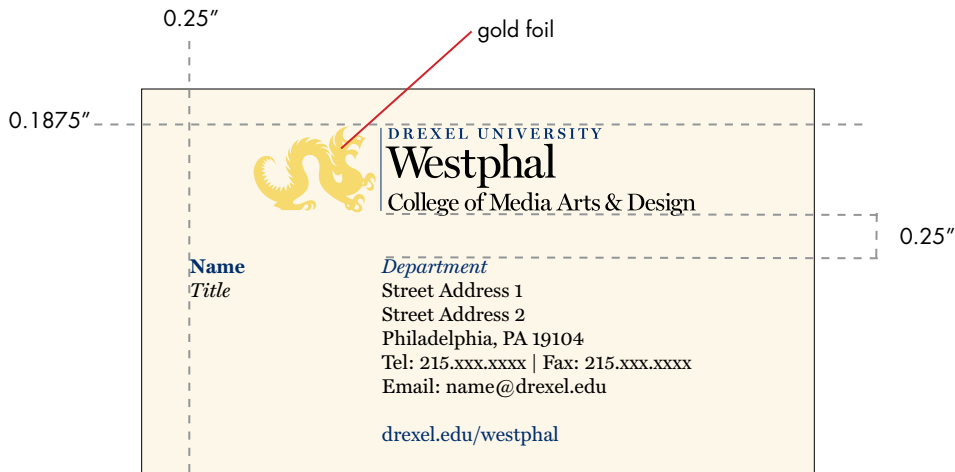 0.25″
gold foil
0.1875″
DREXEL UNIVERSITY
Westphal
College of Media Arts & Design
0.25″
Name
Title
Department
Street Address 1
Street Address 2
Philadelphia, PA 19104
Tel: 215.xxx.xxxx | Fax: 215.xxx.xxxx
Email: name@drexel.edu
drexel.edu/westphal